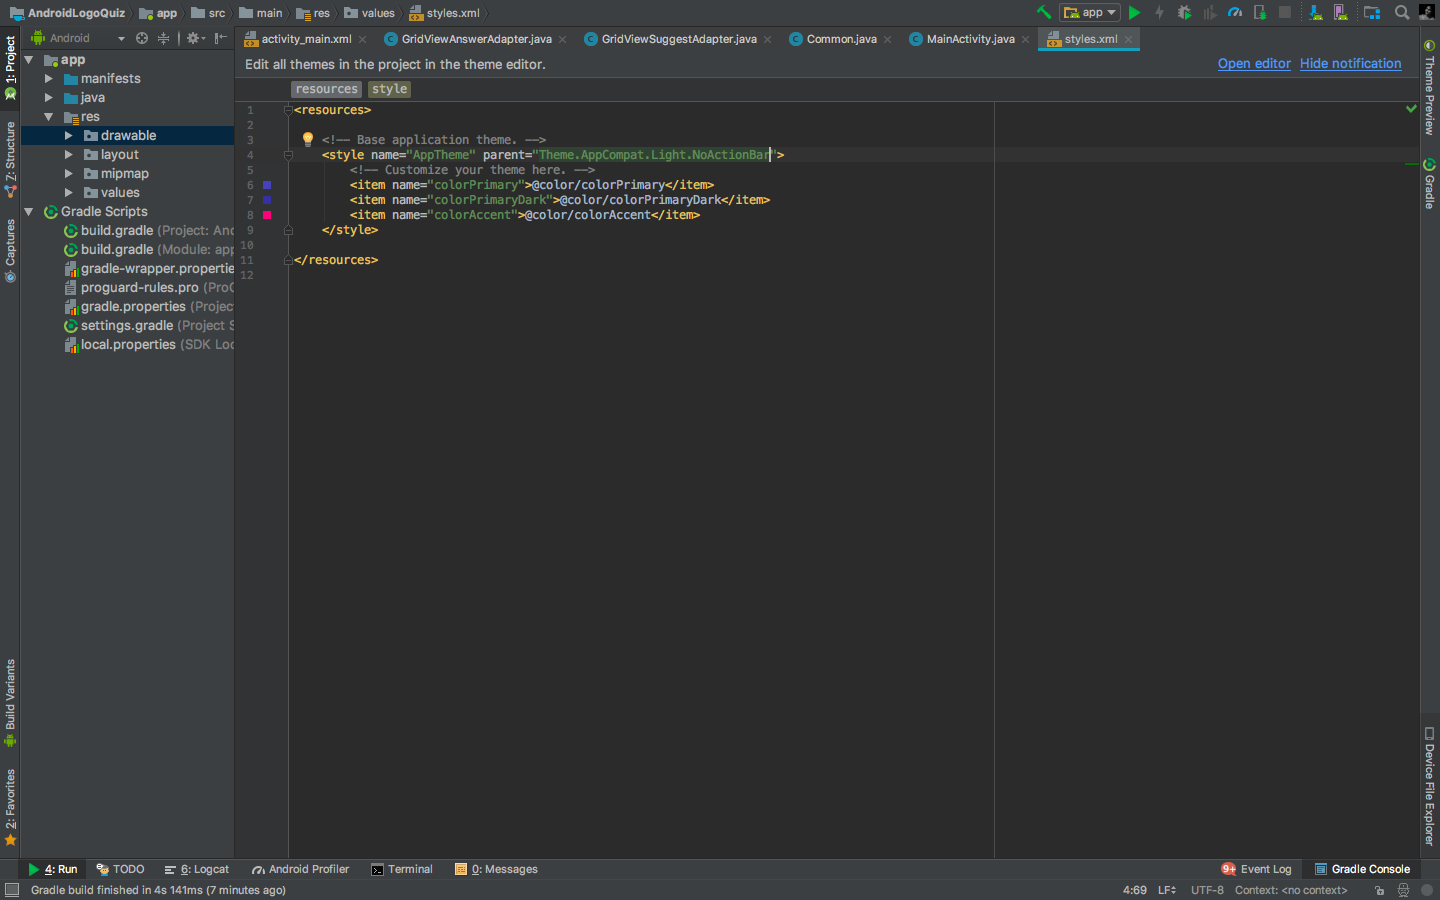 AndroidLogoQuiz app src main res values styles.xml app
1: Project Android activity_main.xml GridViewAnswerAdapter.java GridViewSuggestAdapter.java Common.java MainActivity.java styles.xml
Edit all themes in the project in the theme editor. Open editor Hide notification
resources style
app
manifests
java
res
drawable
layout
mipmap
values
Gradle Scripts
build.gradle (Project: And
build.gradle (Module: app
gradle-wrapper.propertie
proguard-rules.pro (ProG
gradle.properties (Project
settings.gradle (Project S
local.properties (SDK Loc
1 <resources>
2
3 <!-- Base application theme. -->
4 <style name="AppTheme" parent="Theme.AppCompat.Light.NoActionBar">
5 <!-- Customize your theme here. -->
6 <item name="colorPrimary">@color/colorPrimary</item>
7 <item name="colorPrimaryDark">@color/colorPrimaryDark</item>
8 <item name="colorAccent">@color/colorAccent</item>
9 </style>
10
11 </resources>
12
7: Structure
Captures
Build Variants
2: Favorites
Theme Preview
Gradle
Device File Explorer
4: Run TODO 6: Logcat Android Profiler Terminal 0: Messages 9+ Event Log Gradle Console
Gradle build finished in 4s 141ms (7 minutes ago) 4:69 LF UTF-8 Context: <no context>